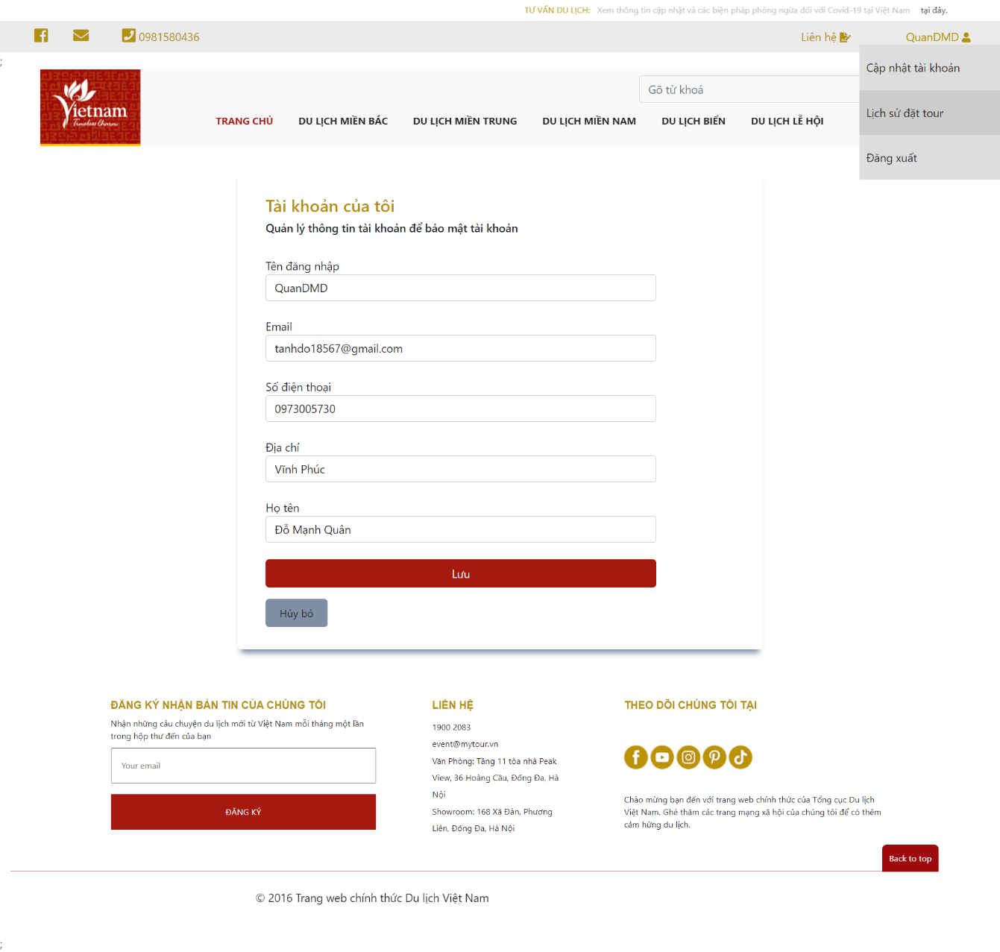 TƯ VẤN DU LỊCH: Xem thông tin cập nhật và các biện pháp phòng ngừa đối với Covid-19 tại Việt Nam tại đây.
0981580436 Liên hệ QuanDMD
;
Cập nhật tài khoản
Gõ từ khoá
Vietnam
Timeless Charm
Lịch sử đặt tour
TRANG CHỦ DU LỊCH MIỀN BẮC DU LỊCH MIỀN TRUNG DU LỊCH MIỀN NAM DU LỊCH BIỂN DU LỊCH LỄ HỘI
Đăng xuất
Tài khoản của tôi
Quản lý thông tin tài khoản để bảo mật tài khoản
Tên đăng nhập
QuanDMD
Email
tanhdo18567@gmail.com
Số điện thoại
0973005730
Địa chỉ
Vĩnh Phúc
Họ tên
Đỗ Mạnh Quân
Lưu
Hủy bỏ
ĐĂNG KÝ NHẬN BẢN TIN CỦA CHÚNG TÔI
Nhận những câu chuyện du lịch mới từ Việt Nam mỗi tháng một lần
trong hộp thư đến của bạn
Your email
ĐĂNG KÝ
LIÊN HỆ
1900 2083
event@mytour.vn
Văn Phòng: Tầng 11 tòa nhà Peak
View, 36 Hoàng Cầu, Đống Đa, Hà
Nội
Showroom: 168 Xã Đàn, Phương
Liên, Đống Đa, Hà Nội
THEO DÕI CHÚNG TÔI TẠI
Chào mừng bạn đến với trang web chính thức của Tổng cục Du lịch
Việt Nam. Ghé thăm các trang mạng xã hội của chúng tôi để có thêm
cảm hứng du lịch.
Back to top
© 2016 Trang web chính thức Du lịch Việt Nam
;